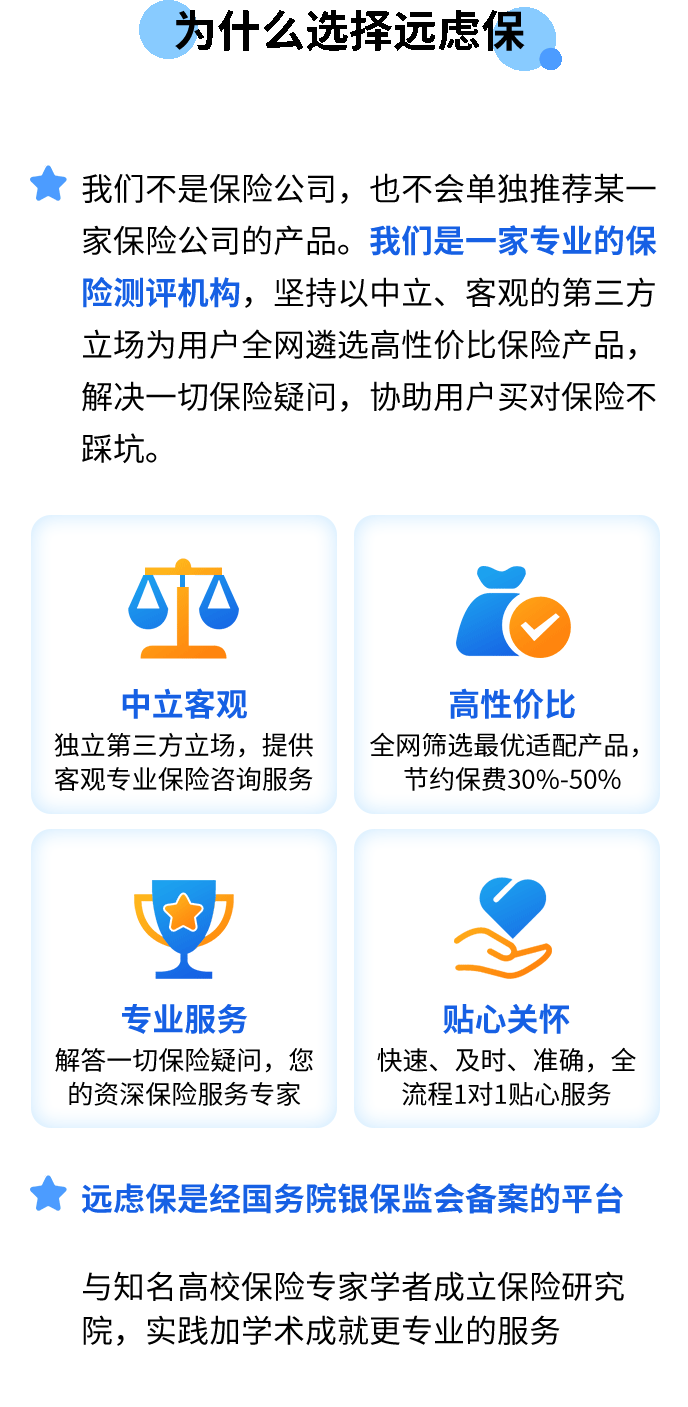 为什么选择远虑保
我们不是保险公司，也不会单独推荐某一
家保险公司的产品。我们是一家专业的保
险测评机构，坚持以中立、客观的第三方
立场为用户全网遴选高性价比保险产品，
解决一切保险疑问，协助用户买对保险不
踩坑。
中立客观
独立第三方立场，提供
客观专业保险咨询服务
高性价比
全网筛选最优适配产品，
节约保费30%-50%
专业服务
解答一切保险疑问，您
的资深保险服务专家
贴心关怀
快速、及时、准确，全
流程1对1贴心服务
远虑保是经国务院银保监会备案的平台
与知名高校保险专家学者成立保险研究
院，实践加学术成就更专业的服务